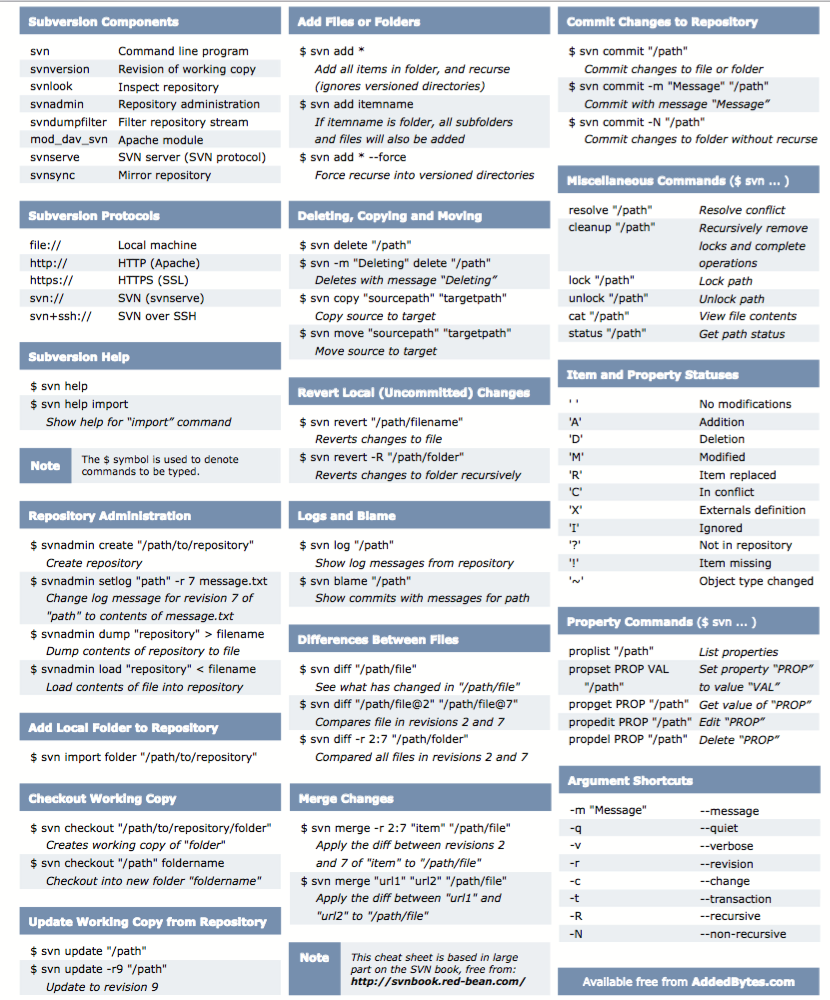 Subversion Components
svn Command line program
svnversion Revision of working copy
svnlook Inspect repository
svnadmin Repository administration
svndumpfilter Filter repository stream
mod_dav_svn Apache module
svnserve SVN server (SVN protocol)
svnsync Mirror repository
Subversion Protocols
file:// Local machine
http:// HTTP (Apache)
https:// HTTPS (SSL)
svn:// SVN (svnserve)
svn+ssh:// SVN over SSH
Subversion Help
$ svn help
$ svn help import
Show help for “import” command
Note
The $ symbol is used to denote
commands to be typed.
Repository Administration
$ svnadmin create "/path/to/repository"
Create repository
$ svnadmin setlog "path" -r 7 message.txt
Change log message for revision 7 of
"path" to contents of message.txt
$ svnadmin dump "repository" > filename
Dump contents of repository to file
$ svnadmin load "repository" < filename
Load contents of file into repository
Add Local Folder to Repository
$ svn import folder "/path/to/repository"
Checkout Working Copy
$ svn checkout "/path/to/repository/folder"
Creates working copy of "folder"
$ svn checkout "/path" foldername
Checkout into new folder "foldername"
Update Working Copy from Repository
$ svn update "/path"
$ svn update -r9 "/path"
Update to revision 9
Add Files or Folders
$ svn add *
Add all items in folder, and recurse
(ignores versioned directories)
$ svn add itemname
If itemname is folder, all subfolders
and files will also be added
$ svn add * --force
Force recurse into versioned directories
Deleting, Copying and Moving
$ svn delete "/path"
$ svn -m "Deleting" delete "/path"
Deletes with message “Deleting”
$ svn copy "sourcepath" "targetpath"
Copy source to target
$ svn move "sourcepath" "targetpath"
Move source to target
Revert Local (Uncommitted) Changes
$ svn revert "/path/filename"
Reverts changes to file
$ svn revert -R "/path/folder"
Reverts changes to folder recursively
Logs and Blame
$ svn log "/path"
Show log messages from repository
$ svn blame "/path"
Show commits with messages for path
Differences Between Files
$ svn diff "/path/file"
See what has changed in "/path/file"
$ svn diff "/path/file@2" "/path/file@7"
Compares file in revisions 2 and 7
$ svn diff -r 2:7 "/path/folder"
Compared all files in revisions 2 and 7
Merge Changes
$ svn merge -r 2:7 "item" "/path/file"
Apply the diff between revisions 2
and 7 of "item" to "/path/file"
$ svn merge "url1" "url2" "/path/file"
Apply the diff between "url1" and
"url2" to "/path/file"
Note
This cheat sheet is based in large
part on the SVN book, free from:
http://svnbook.red-bean.com/
Commit Changes to Repository
$ svn commit "/path"
Commit changes to file or folder
$ svn commit -m "Message" "/path"
Commit with message “Message”
$ svn commit -N "/path"
Commit changes to folder without recurse
Miscellaneous Commands ($ svn ... )
resolve "/path" Resolve conflict
cleanup "/path" Recursively remove
locks and complete
operations
lock "/path" Lock path
unlock "/path" Unlock path
cat "/path" View file contents
status "/path" Get path status
Item and Property Statuses
' ' No modifications
'A' Addition
'D' Deletion
'M' Modified
'R' Item replaced
'C' In conflict
'X' Externals definition
'I' Ignored
'?' Not in repository
'!' Item missing
'~' Object type changed
Property Commands ($ svn ... )
proplist "/path" List properties
propset PROP VAL Set property “PROP”
"/path" to value “VAL”
propget PROP "/path" Get value of “PROP”
propedit PROP "/path" Edit “PROP”
propdel PROP "/path" Delete “PROP”
Argument Shortcuts
-m "Message" --message
-q --quiet
-v --verbose
-r --revision
-c --change
-t --transaction
-R --recursive
-N --non-recursive
Available free from AddedBytes.com